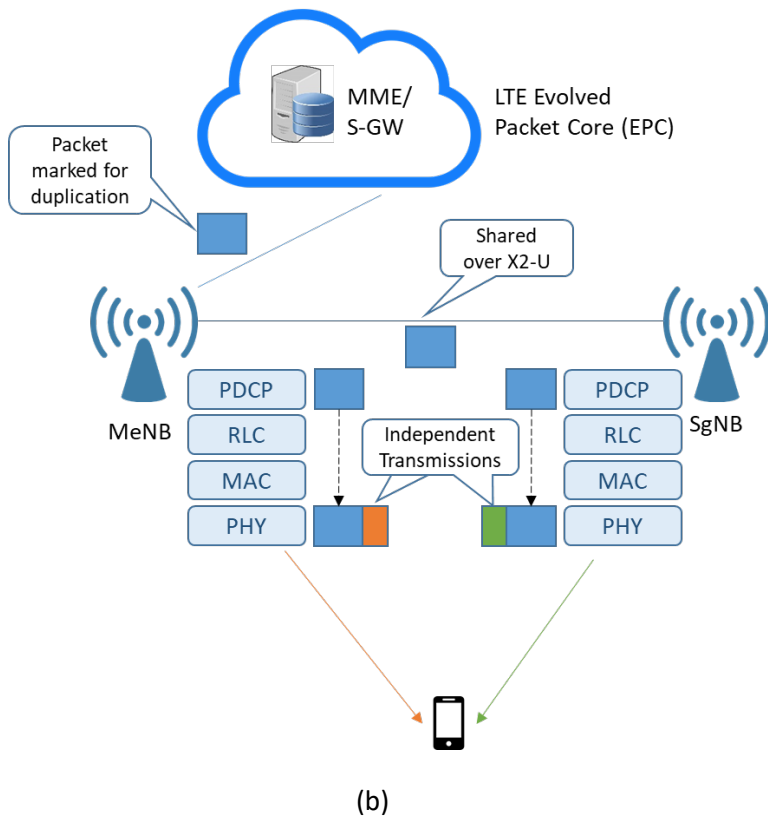 MME/
S-GW
LTE Evolved
Packet Core (EPC)
Packet
marked for
duplication
Shared
over X2-U
MeNB
PDCP
RLC
MAC
PHY
Independent
Transmissions
PDCP
RLC
MAC
PHY
SgNB
(b)